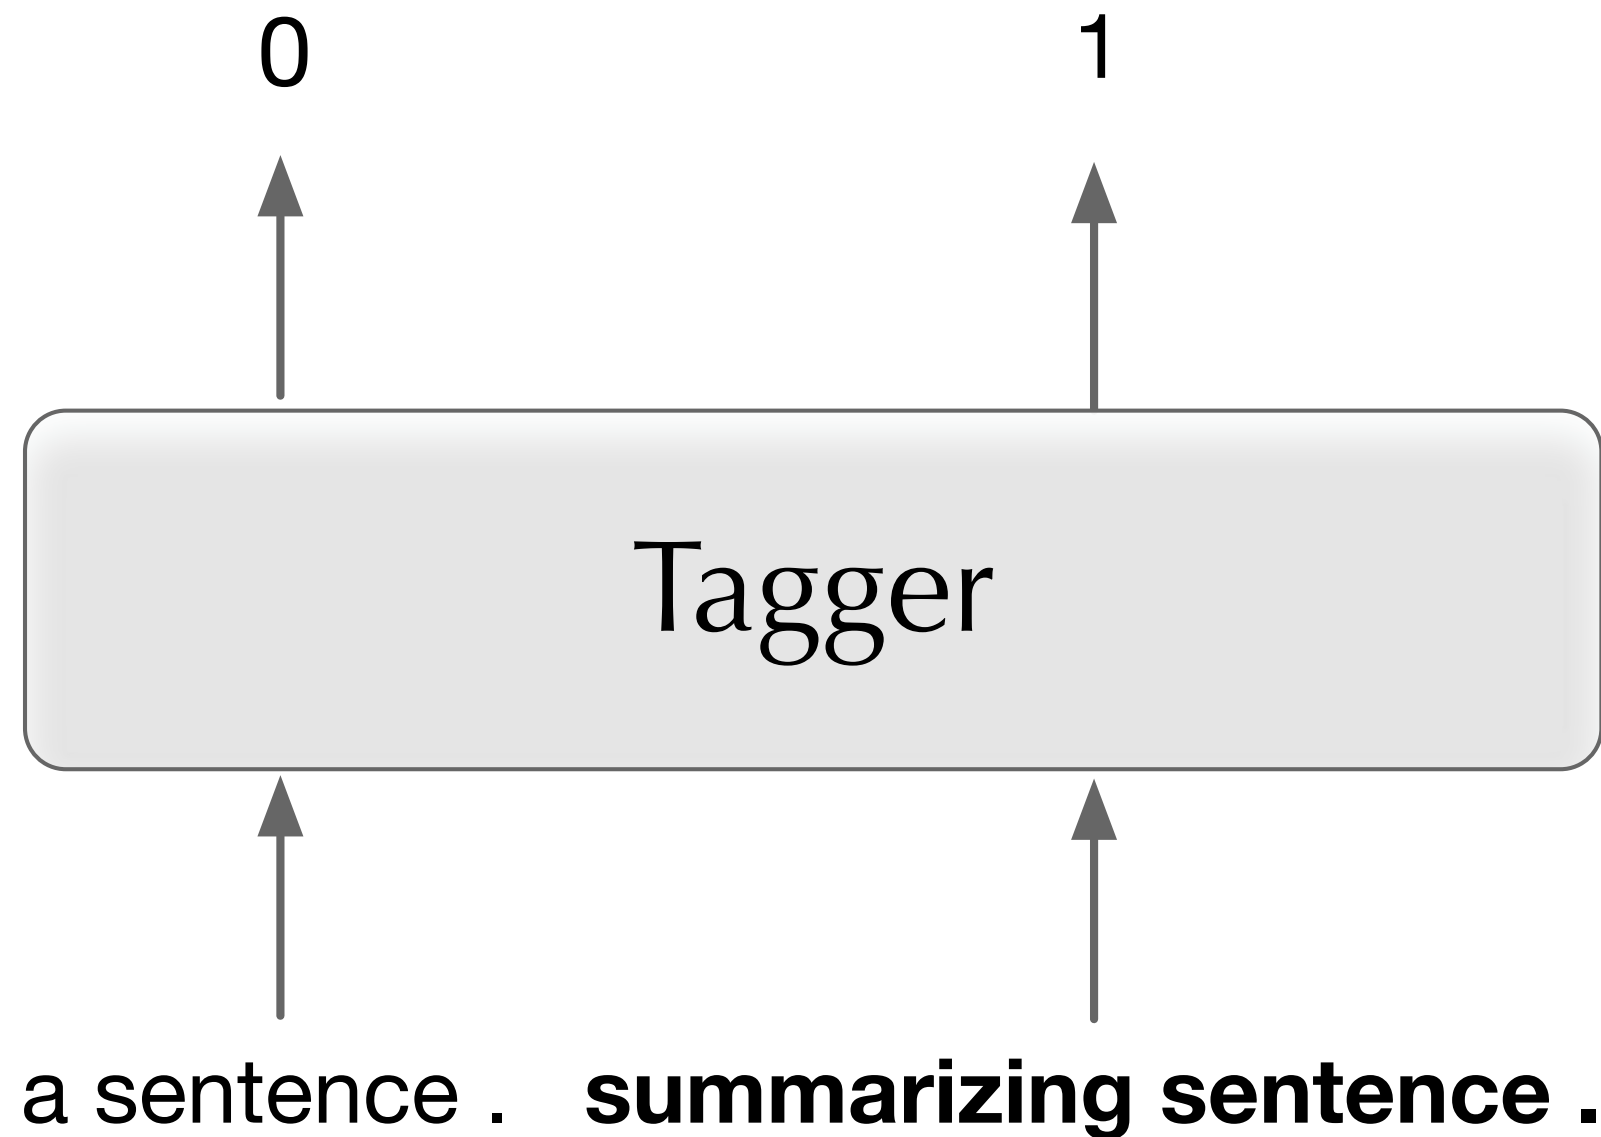 0 1
Tagger
a sentence . summarizing sentence .